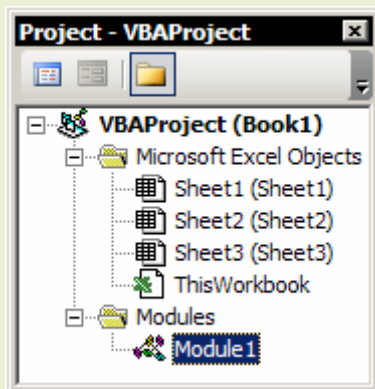 Project - VBAProject
VBAProject (Book1)
Microsoft Excel Objects
Sheet1 (Sheet1)
Sheet2 (Sheet2)
Sheet3 (Sheet3)
ThisWorkbook
Modules
Module1